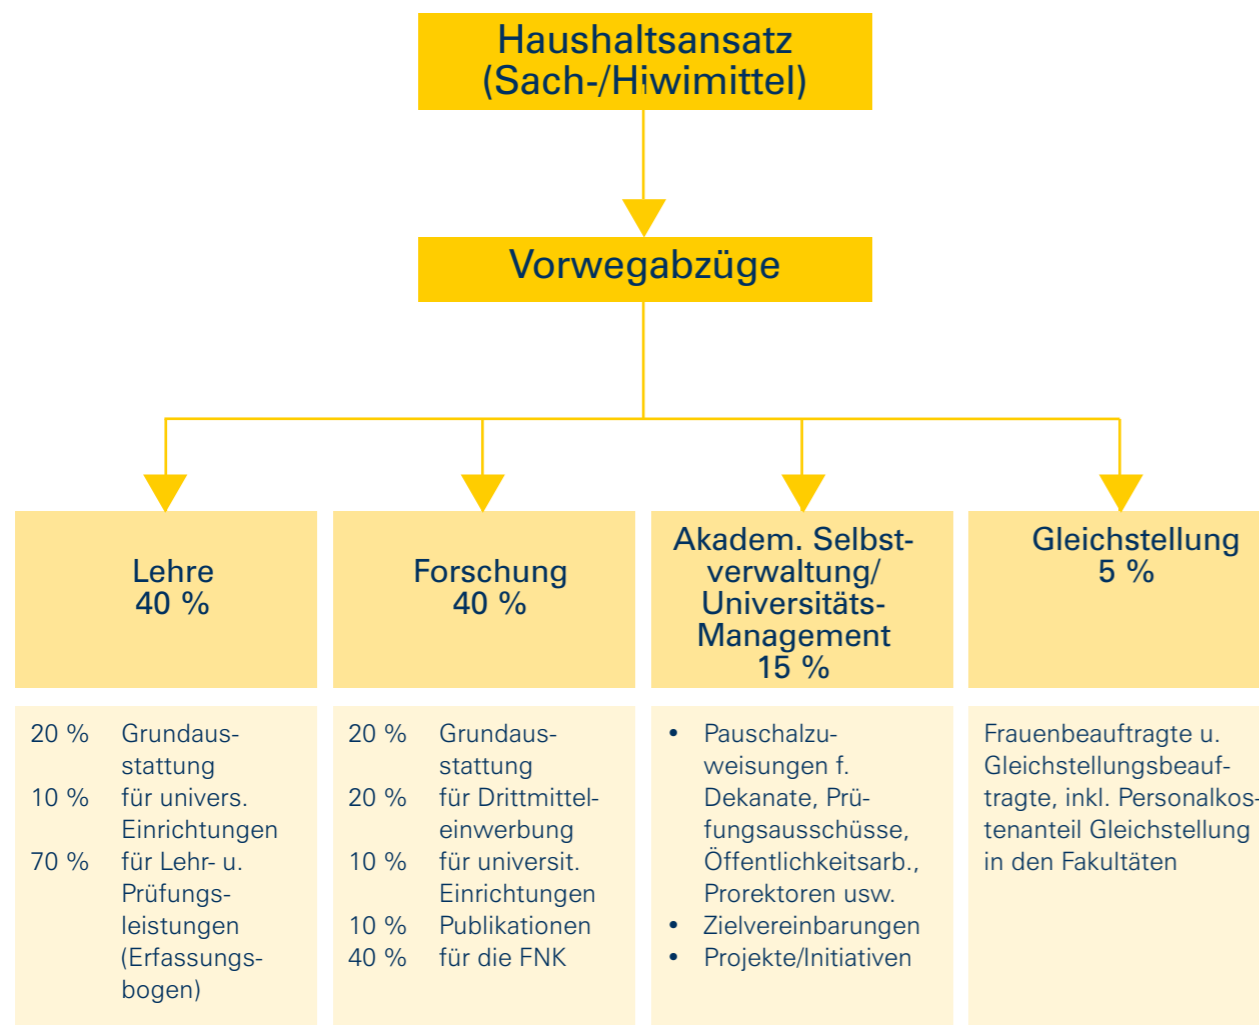 Haushaltsansatz
(Sach-/Hiwimittel)
Vorwegabzüge
Lehre
40 %
Forschung
40 %
Akadem. Selbst-
verwaltung/
Universitäts-
Management
15 %
Gleichstellung
5 %
20 % Grundaus-
stattung
10 % für univers.
Einrichtungen
70 % für Lehr- u.
Prüfungs-
leistungen
(Erfassungs-
bogen)
20 % Grundaus-
stattung
20 % für Drittmittel-
einwerbung
10 % für universit.
Einrichtungen
10 % Publikationen
40 % für die FNK
• Pauschalzu-
weisungen f.
Dekanate, Prü-
fungsausschüsse,
Öffentlichkeitsarb.,
Prorektoren usw.
• Zielvereinbarungen
• Projekte/Initiativen
Frauenbeauftragte u.
Gleichstellungsbeauf-
tragte, inkl. Personalkos-
tenanteil Gleichstellung
in den Fakultäten